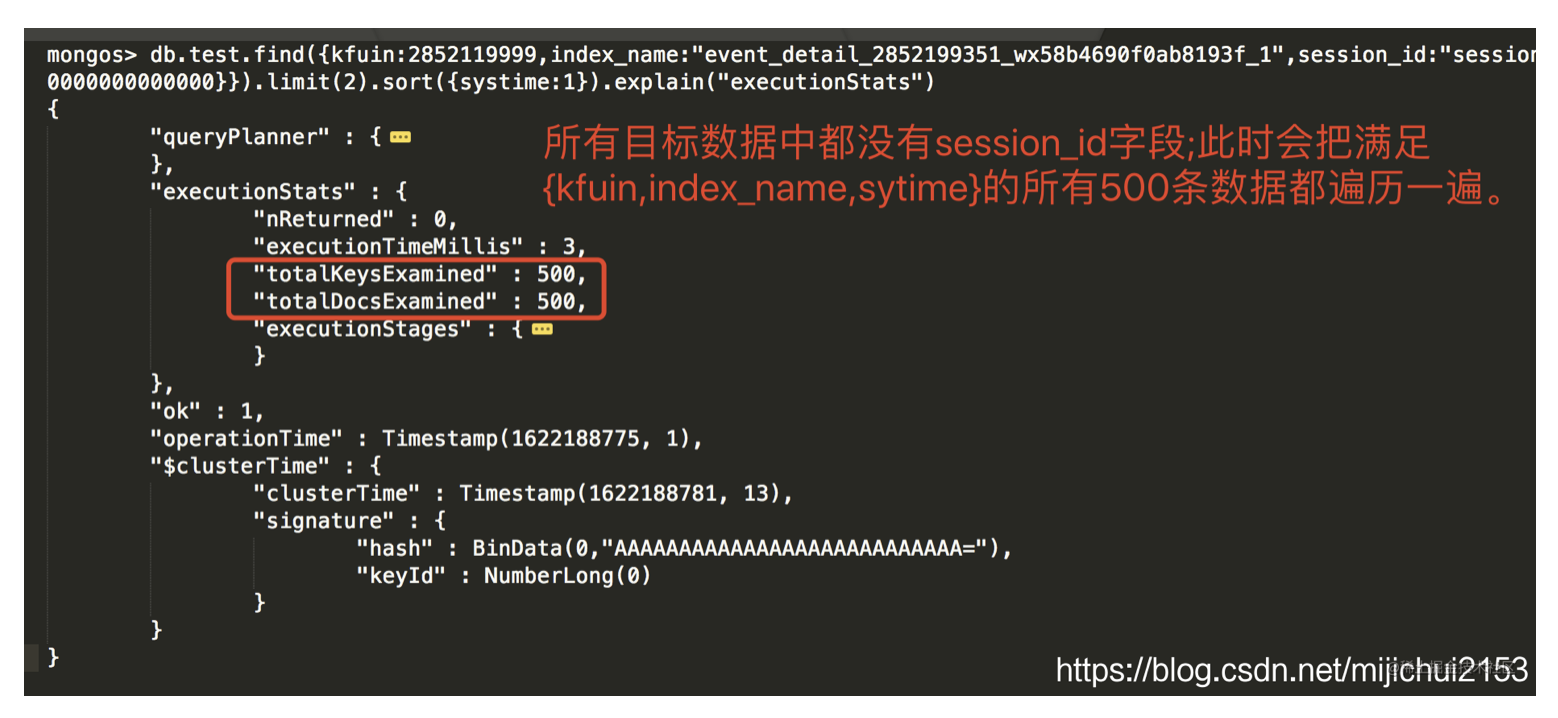 mongos> db.test.find({kfuin:2852119999,index_name:"event_detail_2852199351_wx58b4690f0ab8193f_1",session_id:"session
0000000000000}}).limit(2).sort({systime:1}).explain("executionStats")
{
"queryPlanner" : {
所有目标数据中都没有session_id字段;此时会把满足
},
{kfuin,index_name,sytime}的所有500条数据都遍历一遍。
"executionStats" : {
"nReturned" : 0,
"executionTimeMillis" : 3,
"totalKeysExamined" : 500,
"totalDocsExamined" : 500,
"executionStages" : {
}
},
"ok" : 1,
"operationTime" : Timestamp(1622188775, 1),
"$clusterTime" : {
"clusterTime" : Timestamp(1622188781, 13),
"signature" : {
"hash" : BinData(0,"AAAAAAAAAAAAAAAAAAAAAAAAAAA="),
"keyId" : NumberLong(0)
}
}
}
https://blog.csdn.net/mijichui2153